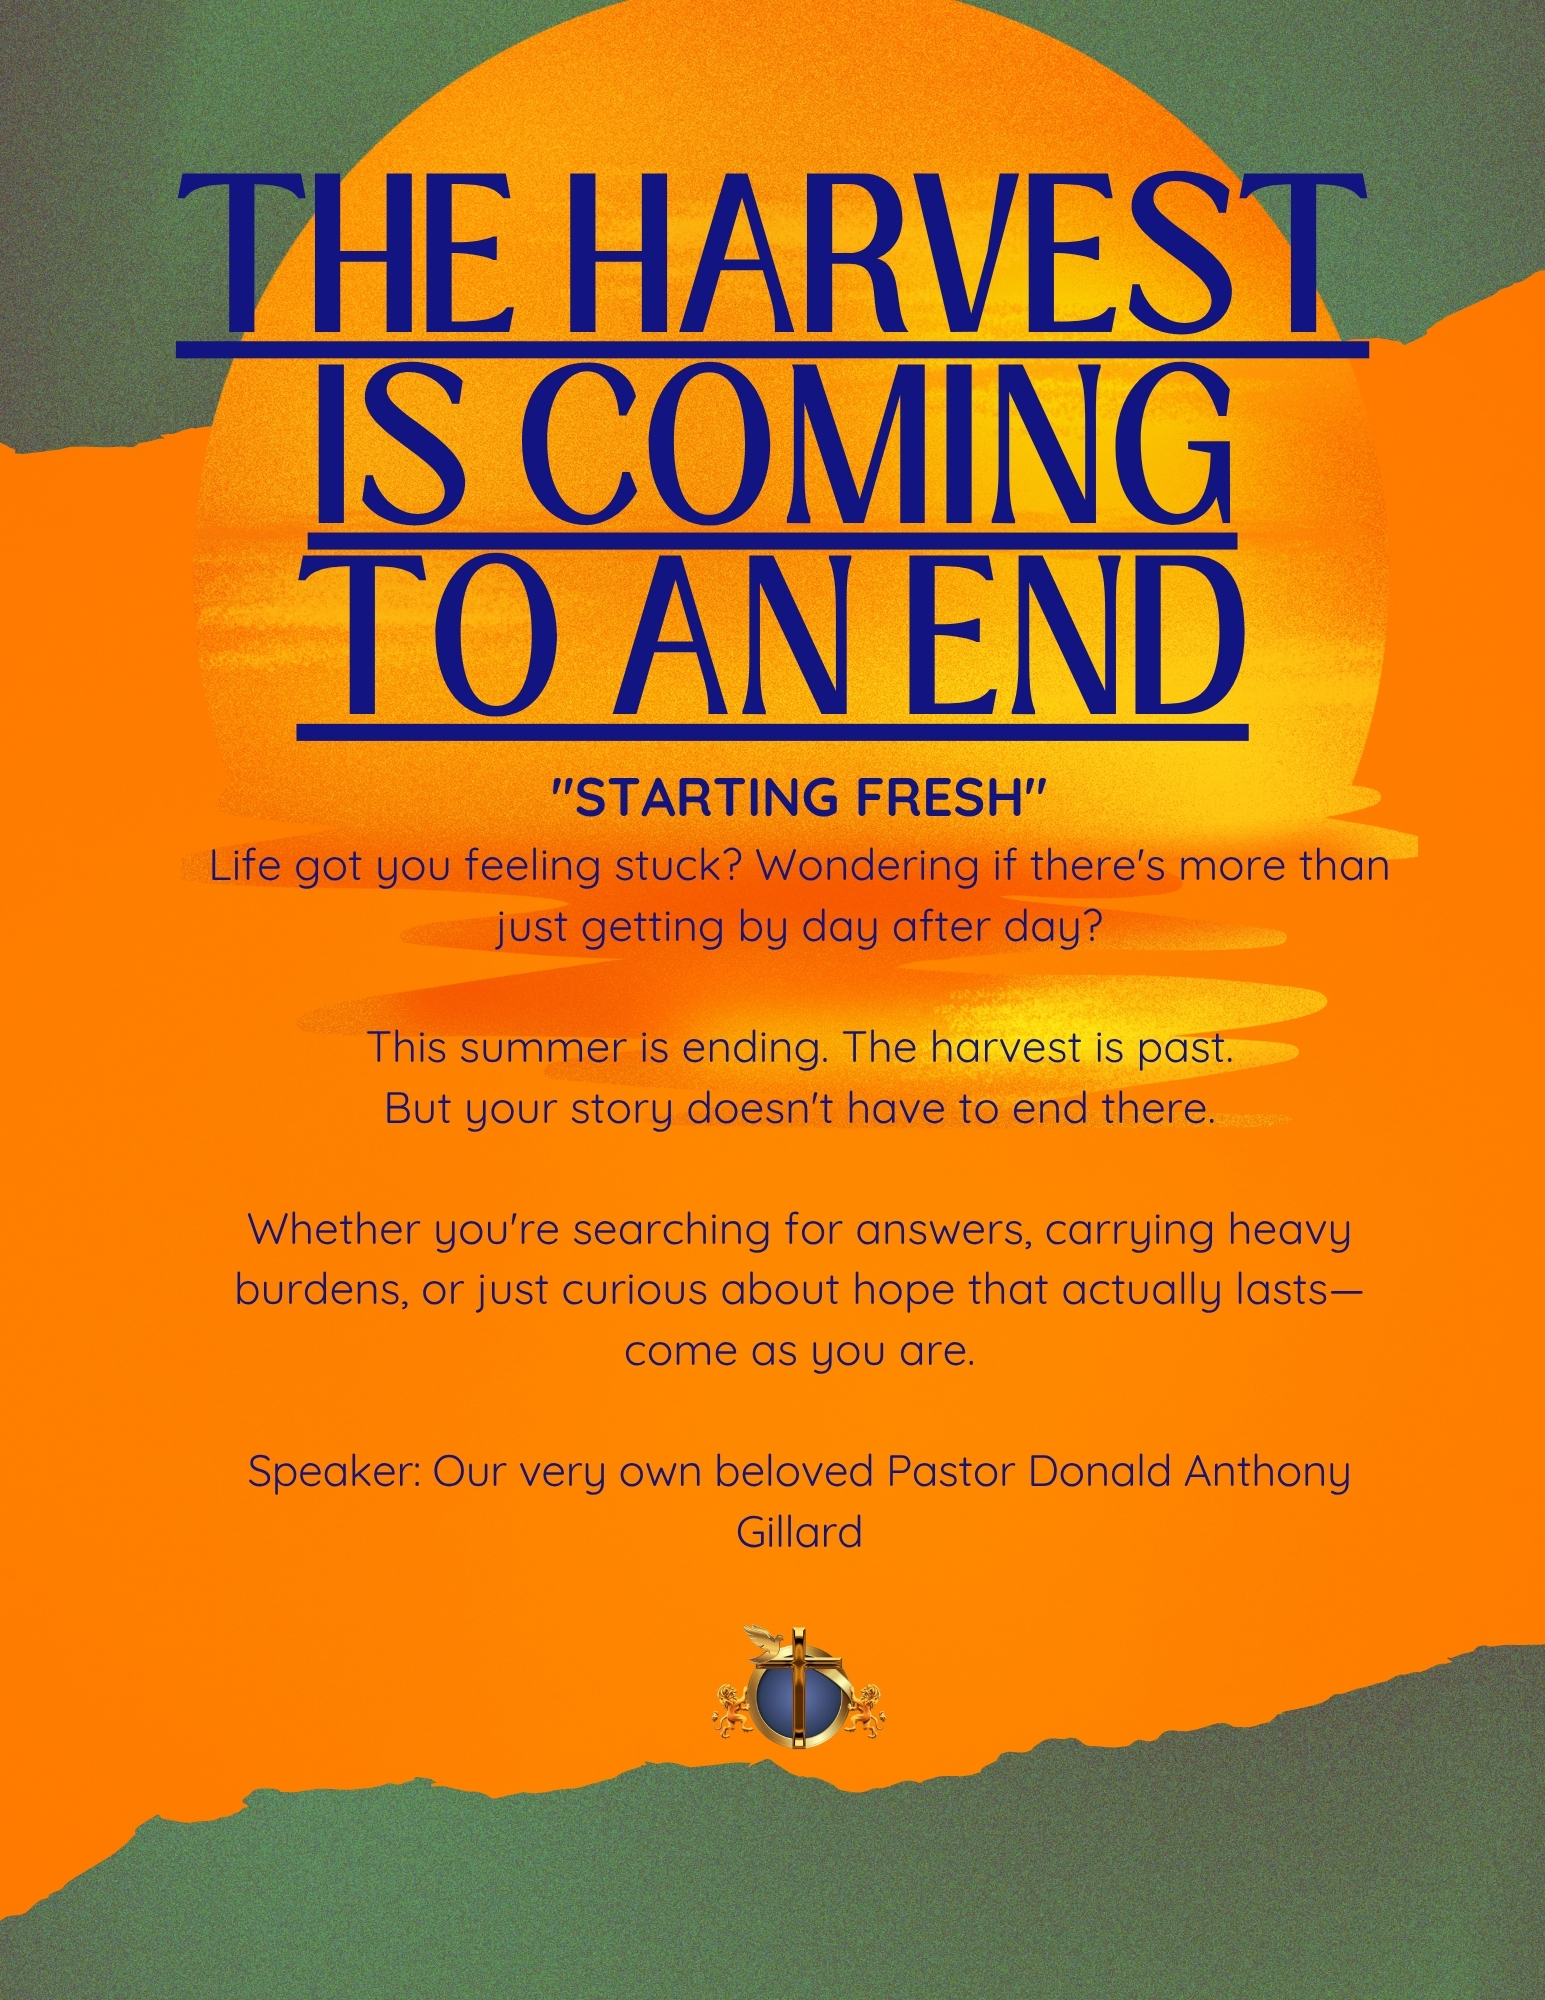 THE HARVEST
IS COMING
TO AN END
"STARTING FRESH"
Life got you feeling stuck? Wondering if there's more than
just getting by day after day?
This summer is ending. The harvest is past.
But your story doesn't have to end there.
Whether you're searching for answers, carrying heavy
burdens, or just curious about hope that actually lasts—
come as you are.
Speaker: Our very own beloved Pastor Donald Anthony
Gillard